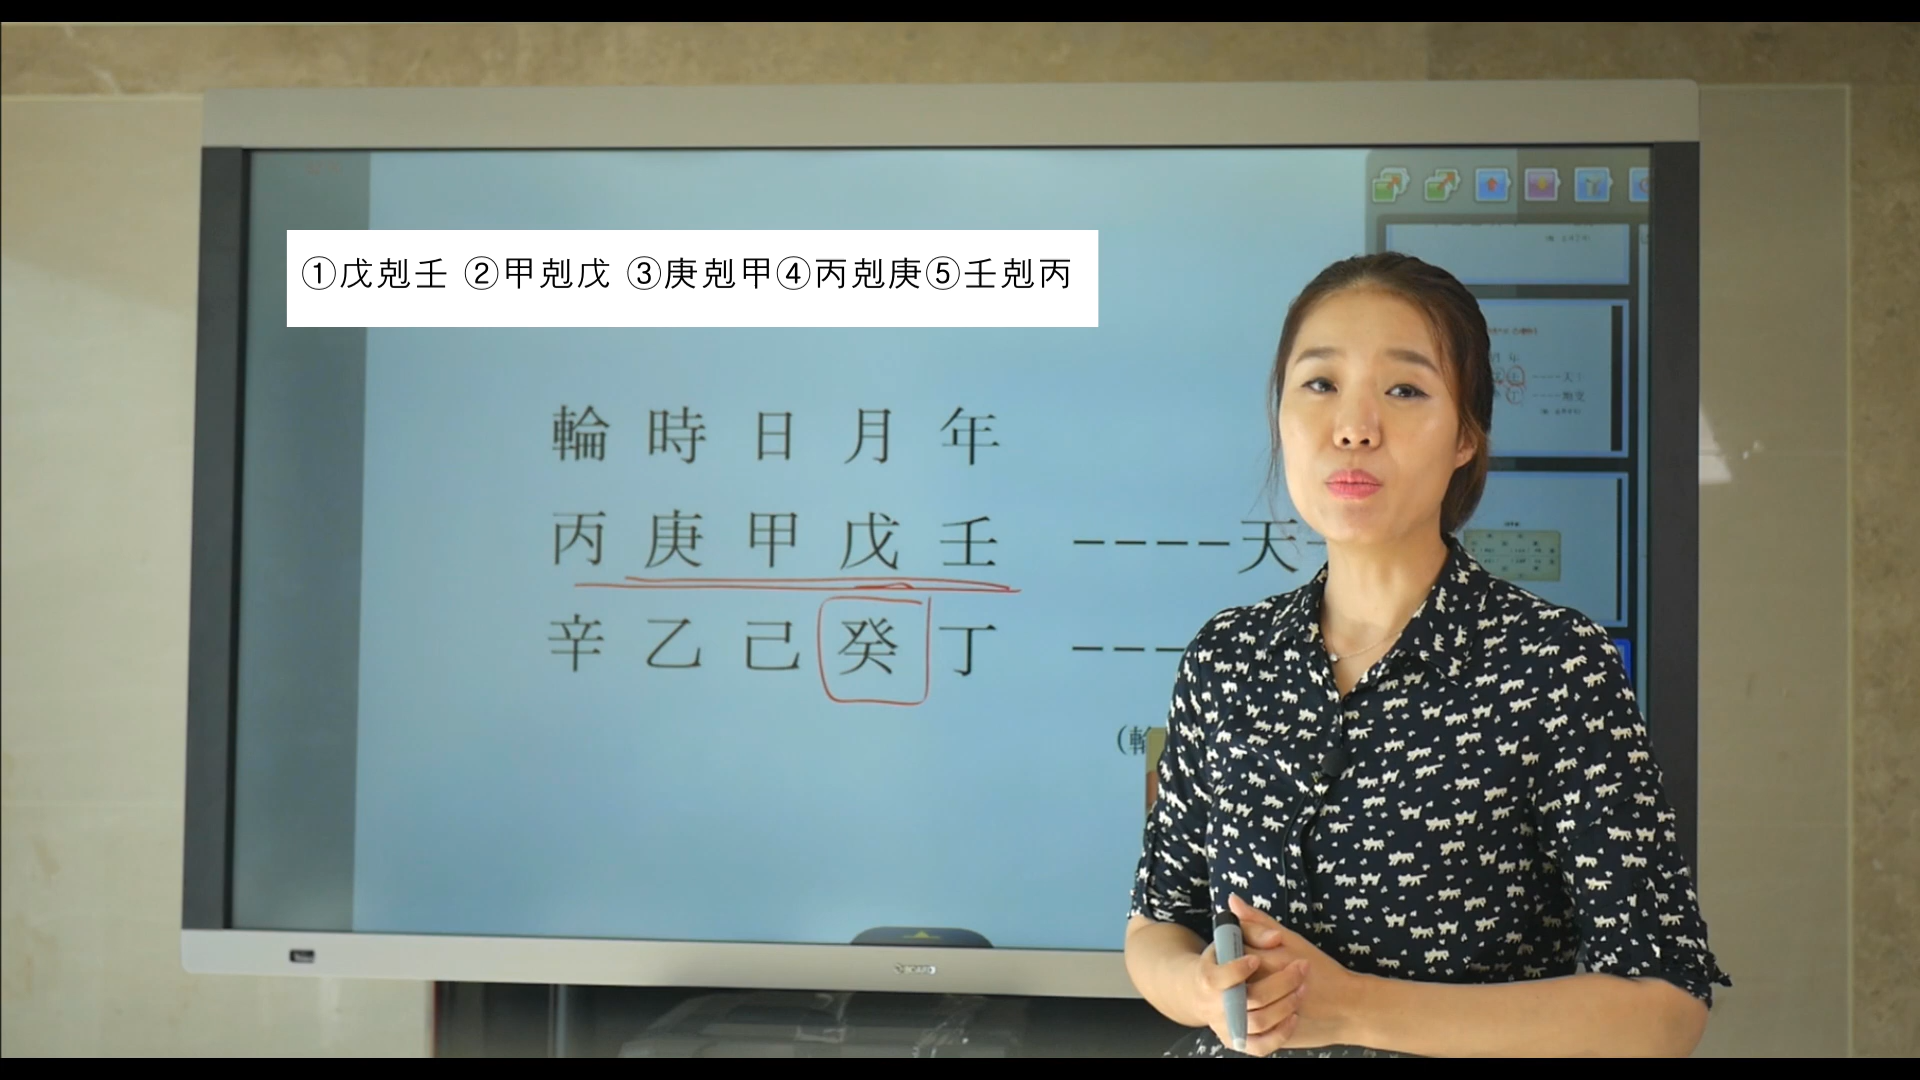 ①戊剋壬 ②甲剋戊 ③庚剋甲④丙剋庚⑤壬剋丙
輪 時 日 月 年
丙 庚 甲 戊 壬 ----天
辛 乙 己 癸 丁 ---
(輪